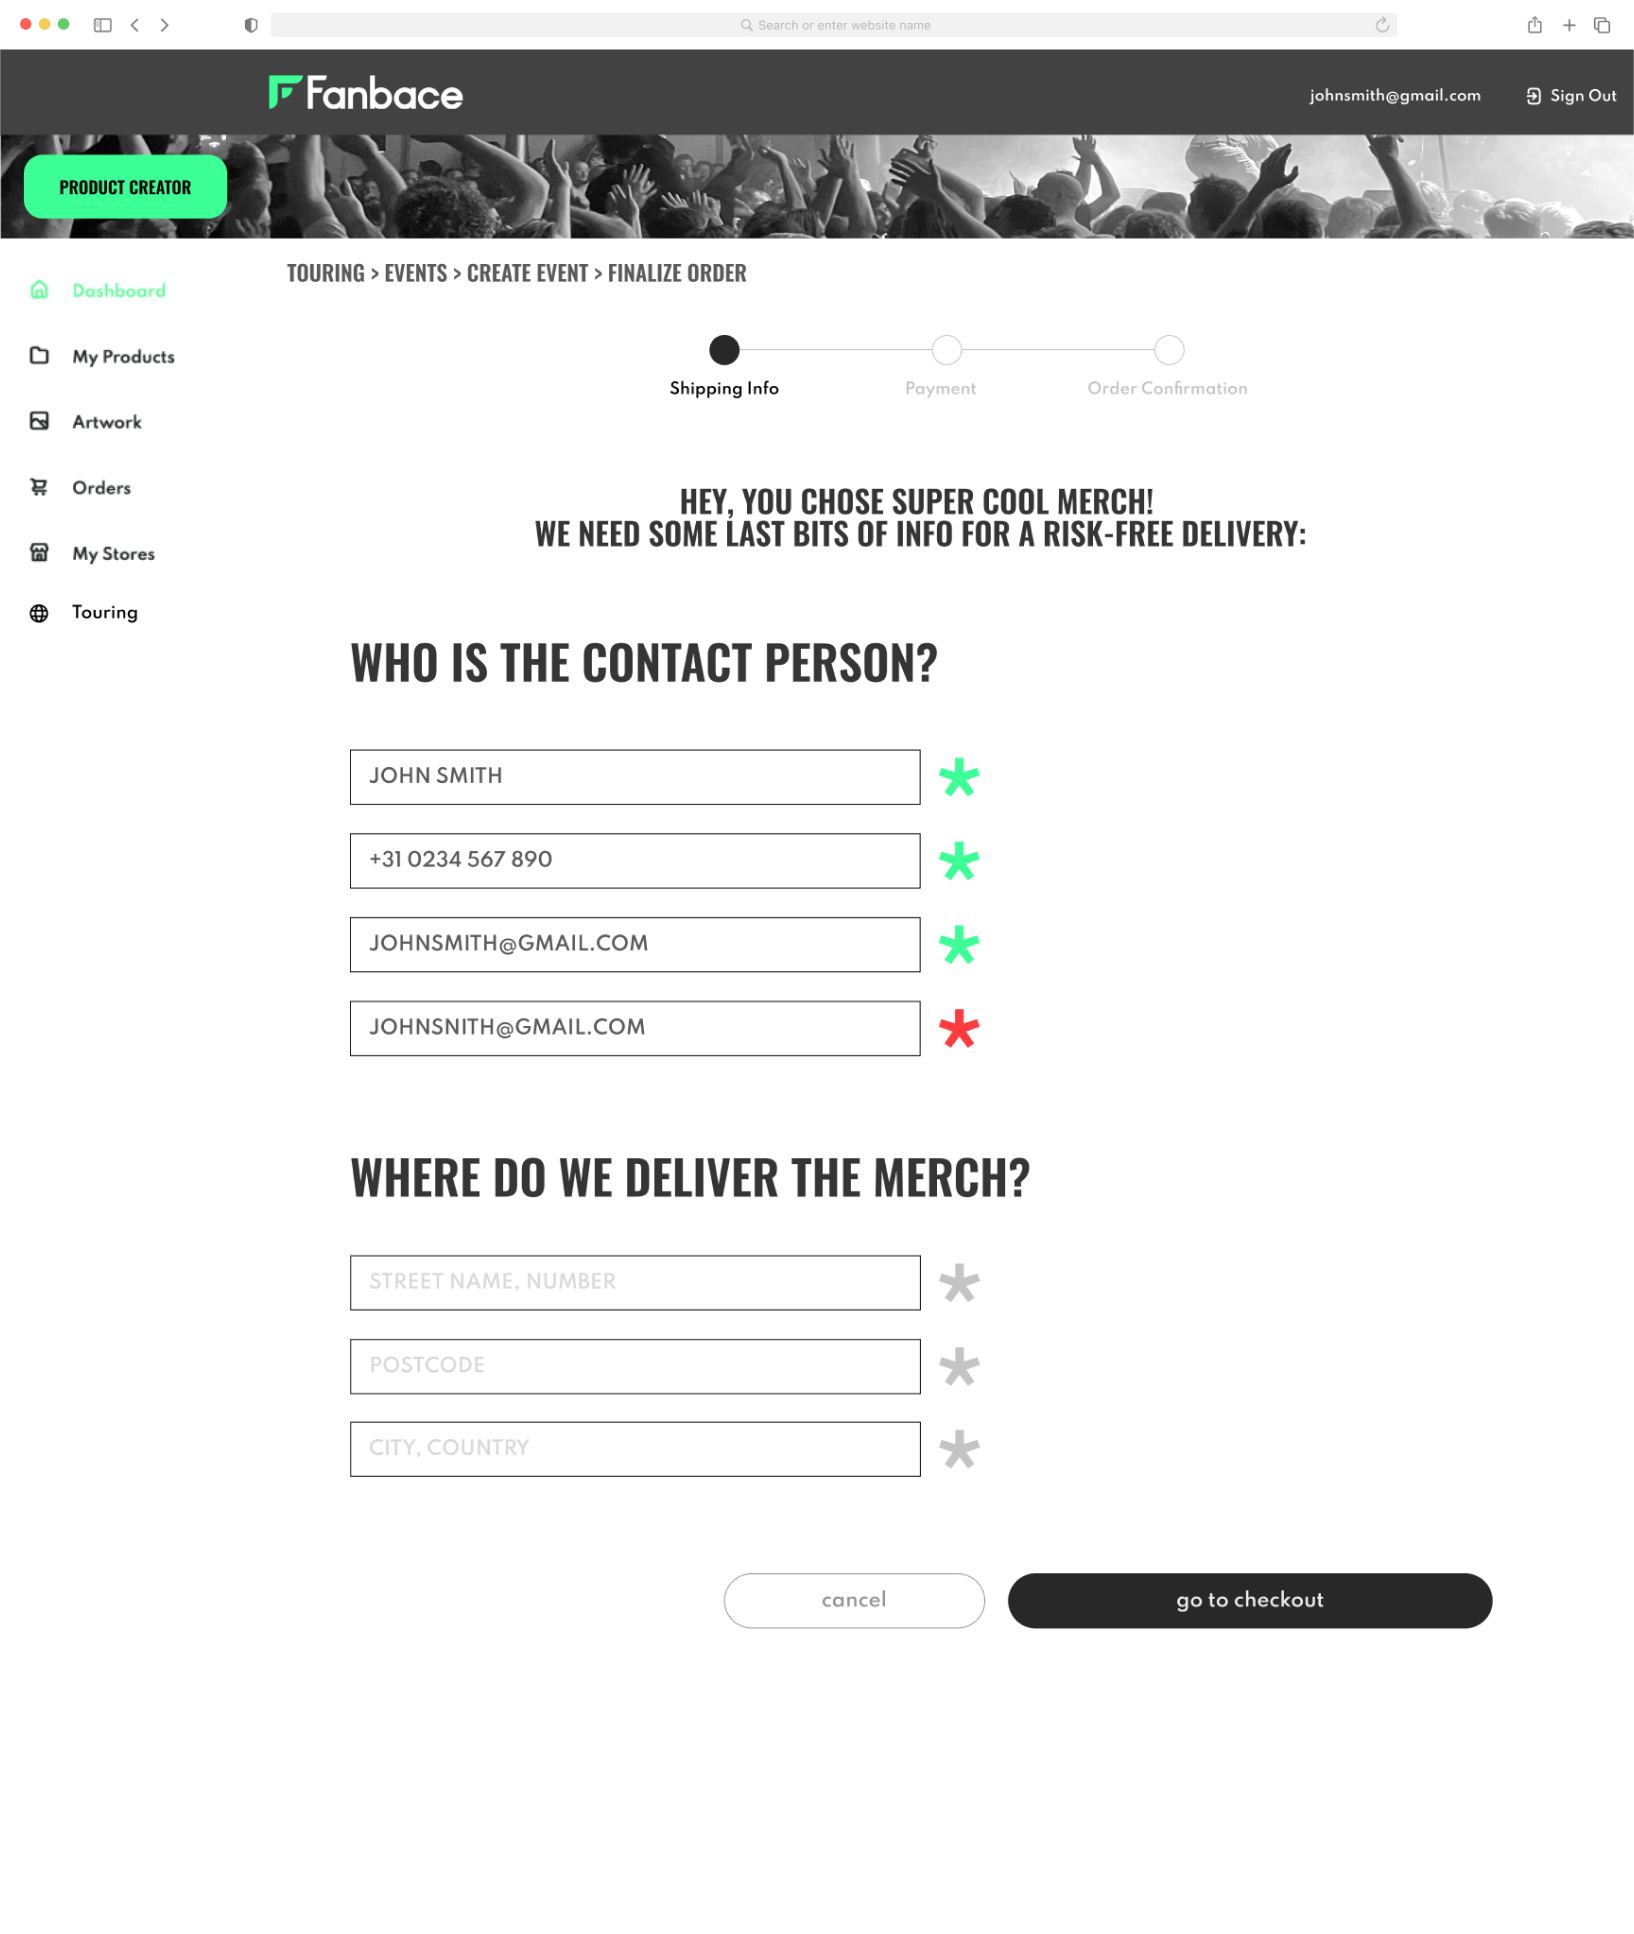 Search or enter website name
Fanbace
johnsmith@gmail.com
Sign Out
PRODUCT CREATOR
TOURING > EVENTS > CREATE EVENT > FINALIZE ORDER
Dashboard
My Products
Artwork
Orders
My Stores
Touring
Shipping Info
Payment
Order Confirmation
HEY, YOU CHOSE SUPER COOL MERCH!
WE NEED SOME LAST BITS OF INFO FOR A RISK-FREE DELIVERY:
WHO IS THE CONTACT PERSON?
JOHN SMITH *
+31 0234 567 890 *
JOHNSMITH@GMAIL.COM *
JOHNSNITH@GMAIL.COM *
WHERE DO WE DELIVER THE MERCH?
STREET NAME, NUMBER *
POSTCODE *
CITY, COUNTRY *
cancel
go to checkout